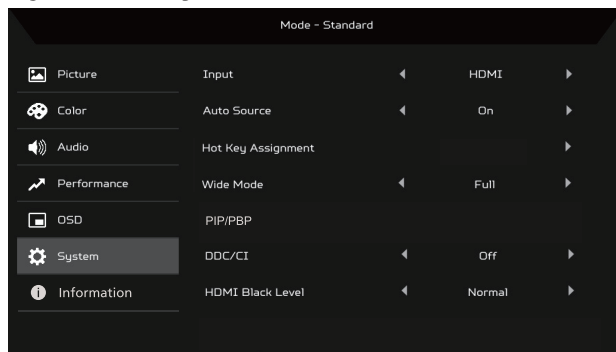 Mode - Standard
Picture
Input HDMI
Color
Auto Source On
Audio
Hot Key Assignment
Performance
Wide Mode Full
OSD
PIP/PBP
System
DDC/CI Off
Information
HDMI Black Level Normal